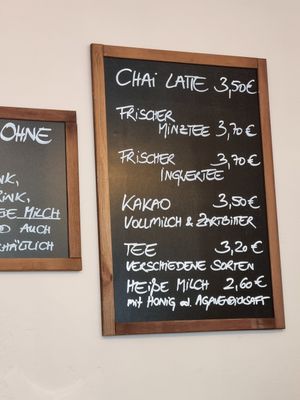 OHNE
NK,
INK,
GE MILCH
D AUCH
HÄLTLICH
CHAI LATTE 3,50€
FRISCHER
MINZTEE 3,70€
FRISCHER 3,70€
INGWERTEE
KAKAO 3,50€
VOLLMILCH & ZARTBITTER
TEE 3,20€
VERSCHIEDENE SORTEN
HEIßE MILCH 2,60€
MIT HONIG od. AGAVENDICKSAFT